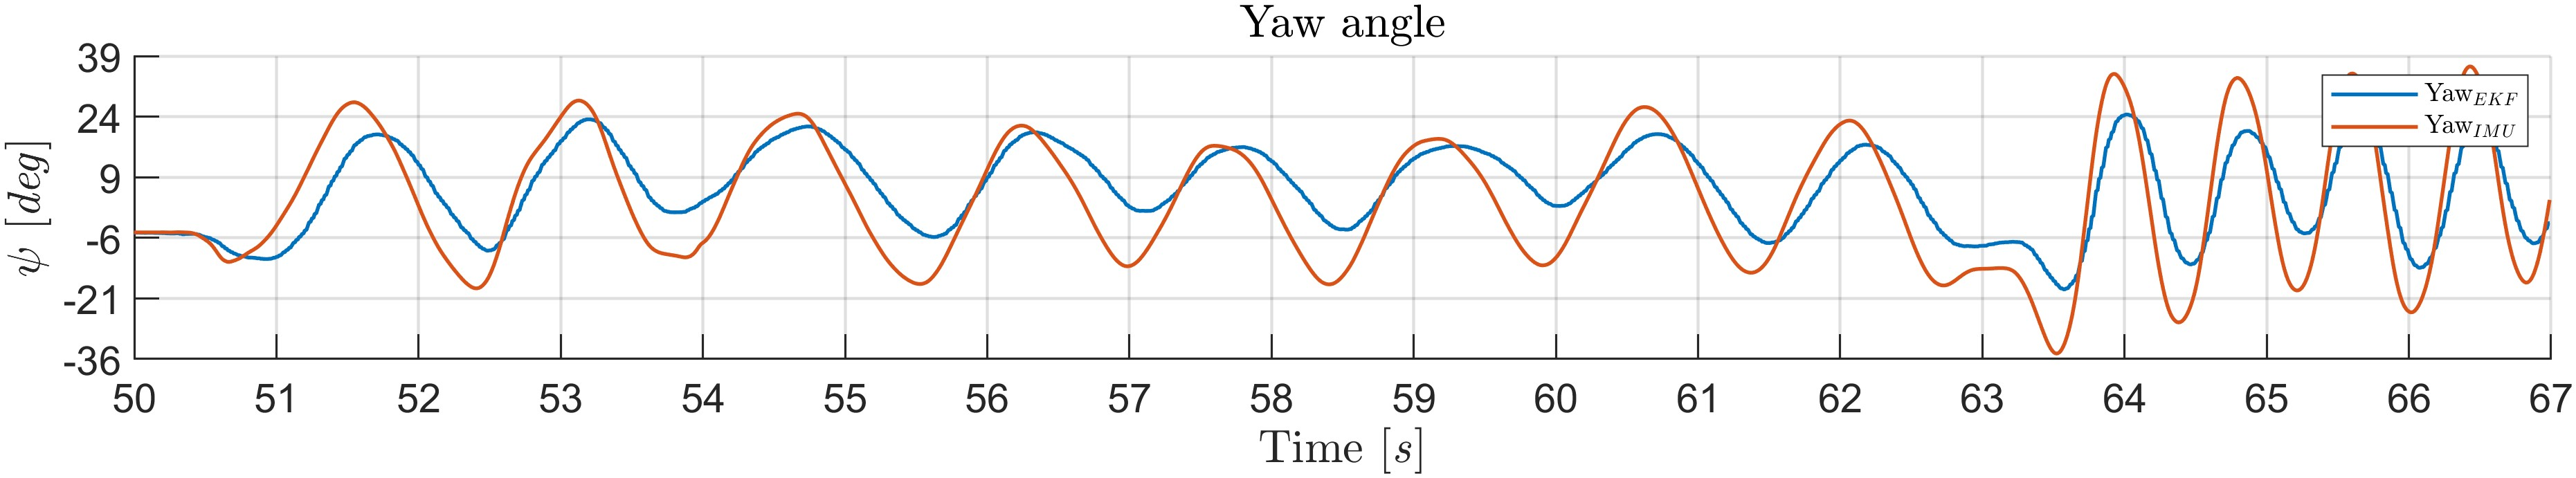 Yaw angle
39
24
9
-6
-21
-36
ψ [deg]
Yaw_EKF
Yaw_IMU
50 51 52 53 54 55 56 57 58 59 60 61 62 63 64 65 66 67
Time [s]